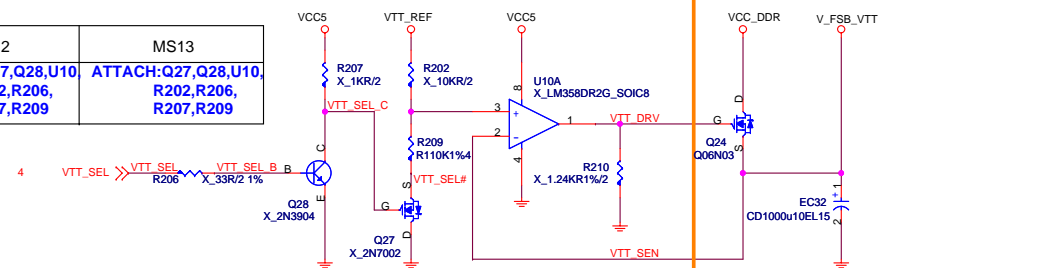 2
MS13
7,Q28,U10,
2,R206,
7,R209
ATTACH:Q27,Q28,U10,
R202,R206,
R207,R209
VCC5
VTT_REF
VCC5
VCC_DDR
V_FSB_VTT
R207
X_1KR/2
R202
X_10KR/2
U10A
X_LM358DR2G_SOIC8
8
VTT_SEL_C
3
+
1
VTT_DRV
2
-
4
G
D
S
Q24
Q06N03
R209
R110K1%4
VTT_SEL#
R210
X_1.24KR1%/2
4
VTT_SEL
VTT_SEL
R206
VTT_SEL_B
X_33R/2 1%
B
C
E
Q28
X_2N3904
S
G
D
Q27
X_2N7002
+
1
2
EC32
CD1000u10EL15
VTT_SEN